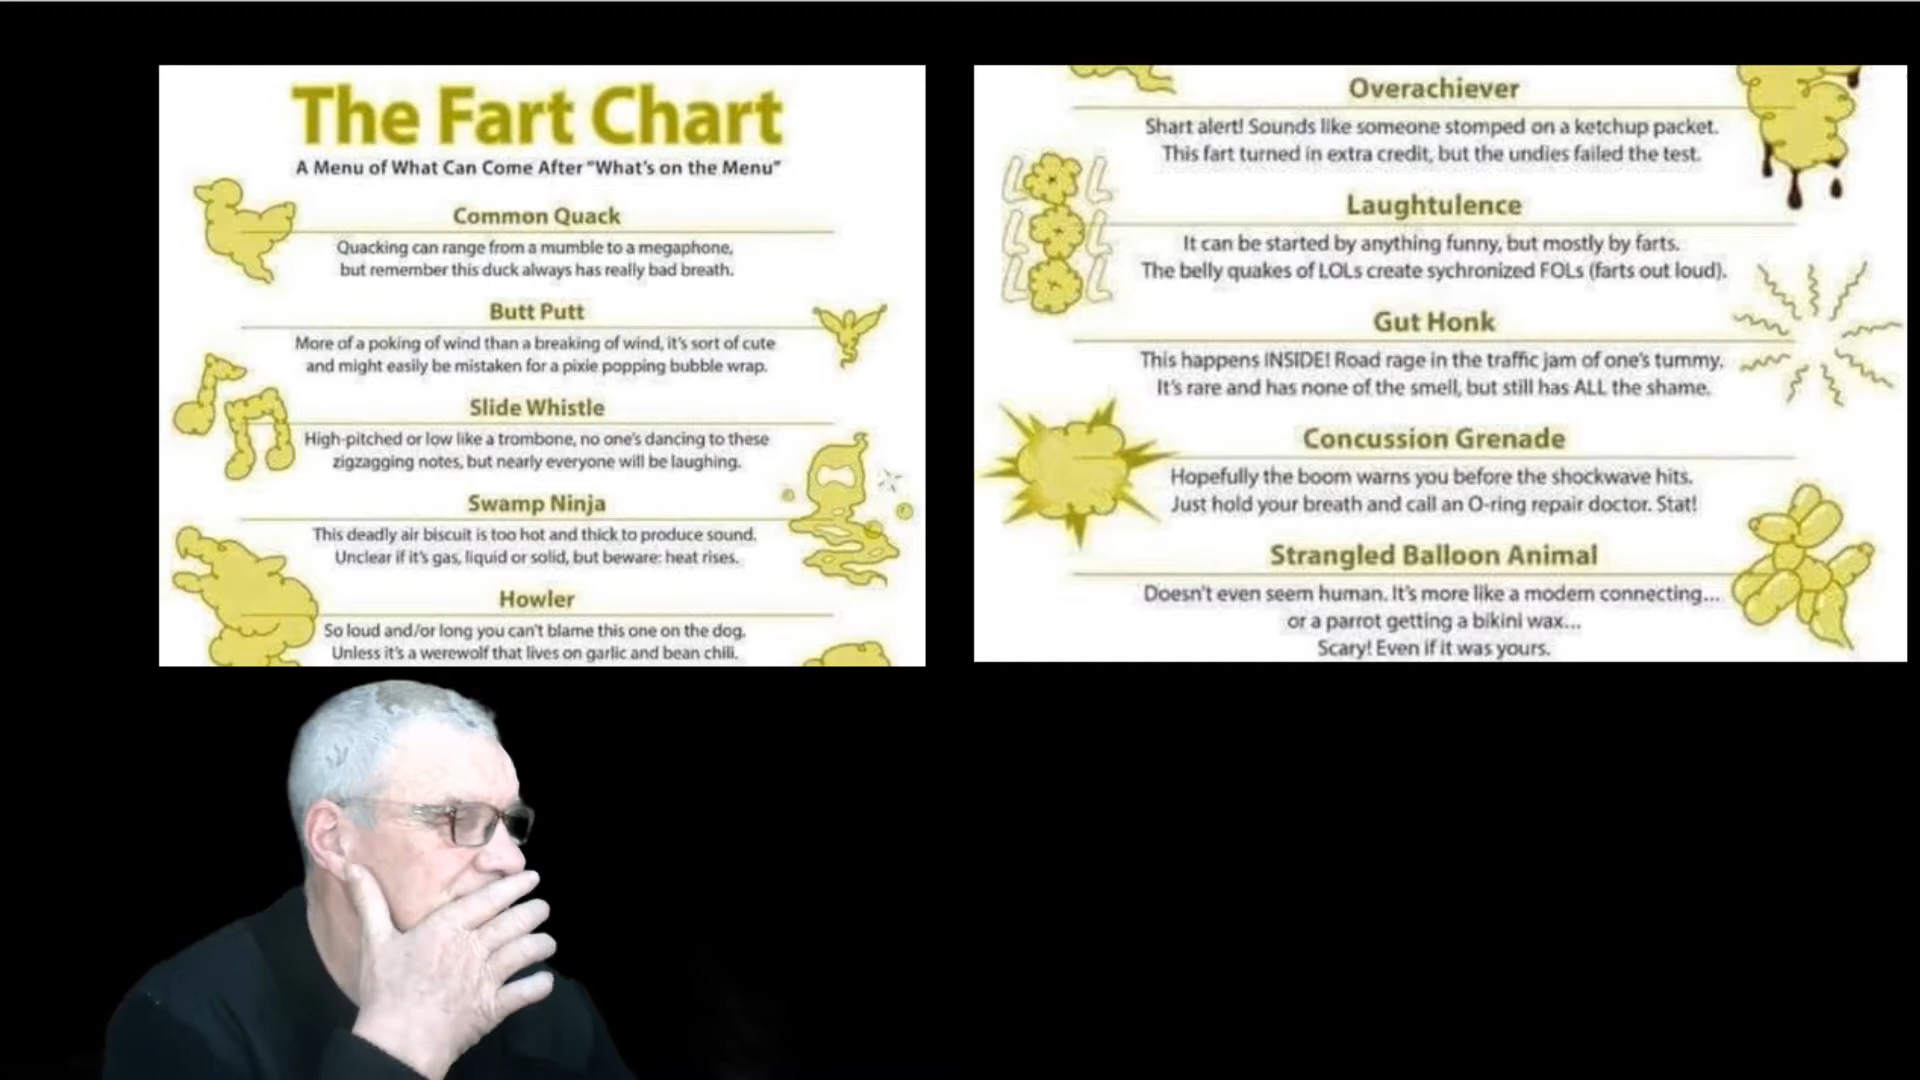 The Fart Chart
A Menu of What Can Come After "What's on the Menu"
Common Quack
Quacking can range from a mumble to a megaphone,
but remember this duck always has really bad breath.
Butt Putt
More of a poking of wind than a breaking of wind, it's sort of cute
and might easily be mistaken for a pixie popping bubble wrap.
Slide Whistle
High-pitched or low like a trombone, no one's dancing to these
zigzagging notes, but nearly everyone will be laughing.
Swamp Ninja
This deadly air biscuit is too hot and thick to produce sound.
Unclear if it's gas, liquid or solid, but beware: heat rises.
Howler
So loud and/or long you can't blame this one on the dog.
Unless it's a werewolf that lives on garlic and bean chili.
Overachiever
Shart alert! Sounds like someone stomped on a ketchup packet.
This fart turned in extra credit, but the undies failed the test.
LOL
LOL
LOL
Laughtulence
It can be started by anything funny, but mostly by farts.
The belly quakes of LOLs create sychronized FOLs (farts out loud).
Gut Honk
This happens INSIDE! Road rage in the traffic jam of one's tummy.
It's rare and has none of the smell, but still has ALL the shame.
Concussion Grenade
Hopefully the boom warns you before the shockwave hits.
Just hold your breath and call an O-ring repair doctor. Stat!
Strangled Balloon Animal
Doesn't even seem human. It's more like a modem connecting...
or a parrot getting a bikini wax...
Scary! Even if it was yours.